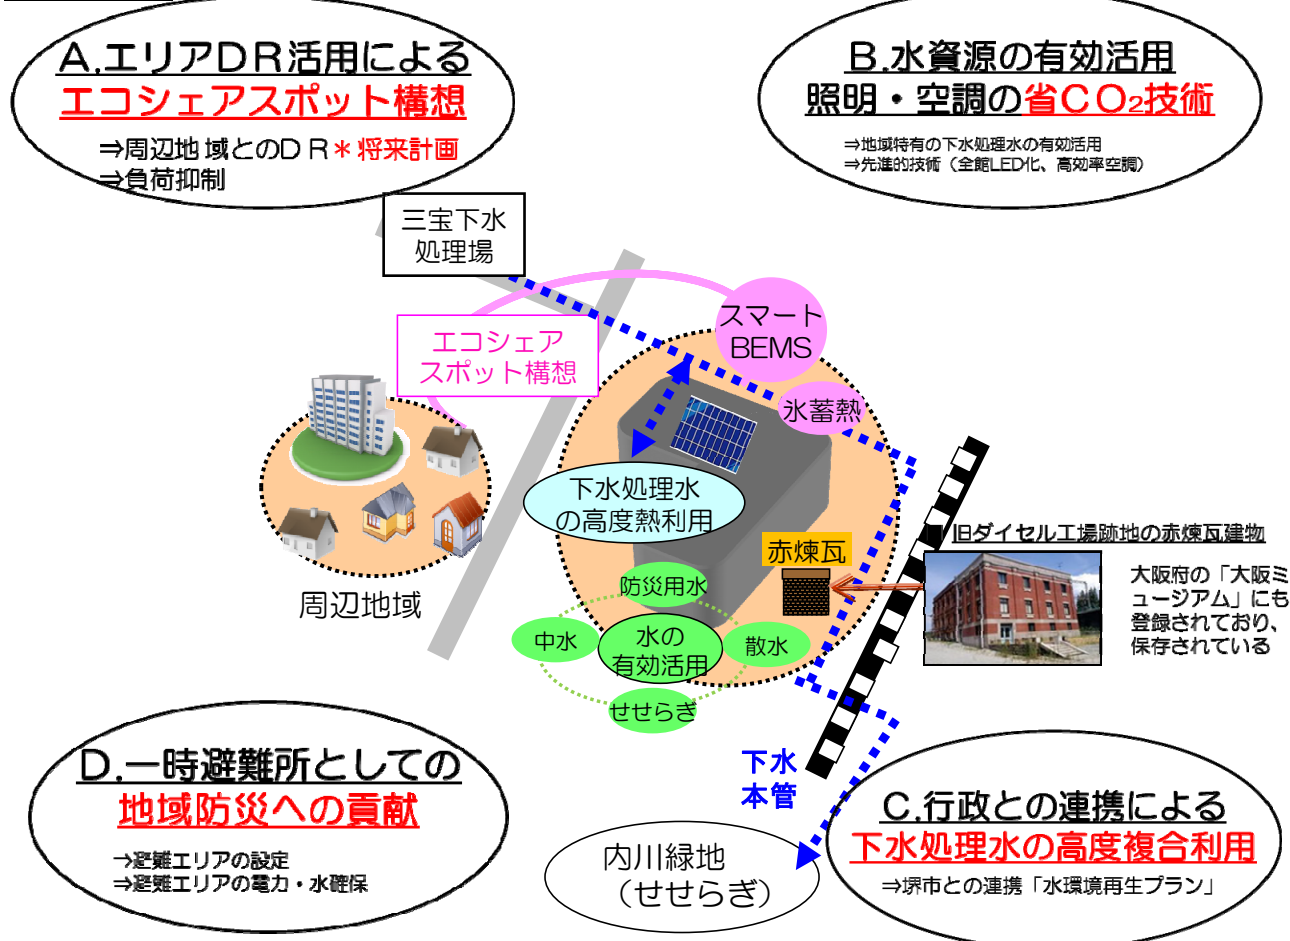 A.エリアDR活用による
エコシェアスポット構想
⇒周辺地域とのDR＊将来計画
⇒負荷抑制
B.水資源の有効活用
照明・空調の省CO2技術
⇒地域特有の下水処理水の有効活用
⇒先進的技術（全館LED化、高効率空調）
三宝下水
処理場
スマート
BEMS
エコシェア
スポット構想
氷蓄熱
下水処理水
の高度熱利用
赤煉瓦
旧ダイセル工場跡地の赤煉瓦建物
大阪府の「大阪ミ
ュージアム」にも
登録されており、
保存されている
周辺地域
防災用水
中水
水の
有効活用
散水
せせらぎ
下水
本管
D.一時避難所としての
地域防災への貢献
⇒避難エリアの設定
⇒避難エリアの電力・水確保
内川緑地
（せせらぎ）
C.行政との連携による
下水処理水の高度複合利用
⇒堺市との連携「水環境再生プラン」